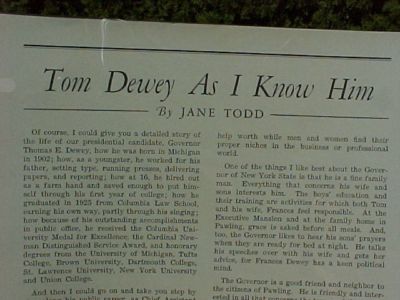 Tom Dewey As I Know Him
By JANE TODD
Of course, I could give you a detailed story of
the life of our presidential candidate, Governor
Thomas E. Dewey, how he was born in Michigan
in 1902; how, as a youngster, he worked for his
father, setting type, running presses, delivering
papers, and reporting; how at 16, he hired out
as a farm hand and saved enough to put him-
self through his first year of college; how he
graduated in 1925 from Columbia Law School,
earning his own way, partly through his singing;
how because of his outstanding accomplishments
in public office, he received the Columbia Uni-
versity Medal for Excellence, the Cardinal New-
man Distinguished Service Award, and honorary
degrees from the University of Michigan, Tufts
College, Brown University, Dartmouth College,
St. Lawrence University, New York University
and Union College.
And then I could go on and take you step by
his public career, as Chief Assistant
help worth while men and women find their
proper niches in the business or professional
world.
One of the things I like best about the Gover-
nor of New York State is that he is a fine family
man. Everything that concerns his wife and
sons interests him. The boys' education and
their training are activities for which both Tom
and his wife, Frances feel responsible. At the
Executive Mansion and at the family home in
Pawling, grace is said before all meals. And,
too, the Governor likes to hear his sons' prayers
when they are ready for bed at night. He talks
his speeches over with his wife and gets her
advice, for Frances Dewey has a keen political
mind.
The Governor is a good friend and neighbor to
the citizens of Pawling. He is friendly and inter-
ested in all